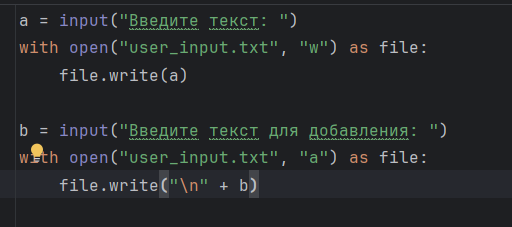 a = input("Введите текст: ")
with open("user_input.txt", "w") as file:
    file.write(a)
b = input("Введите текст для добавления: ")
with open("user_input.txt", "a") as file:
    file.write("\n" + b)